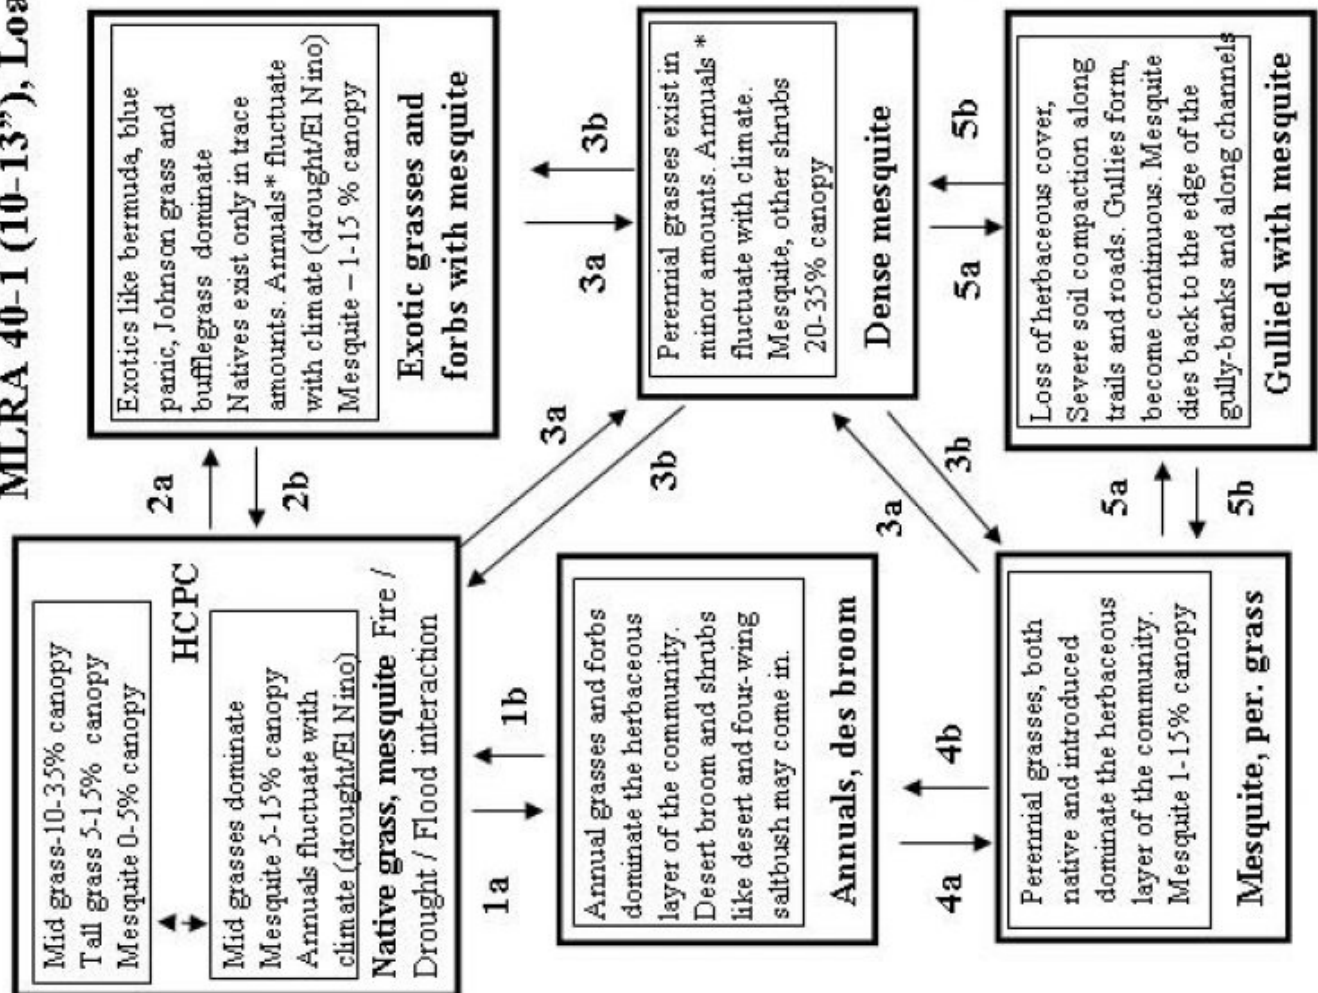 MLRA 40-1 (10-13”), Loa
Mid grass-10-35% canopy
Tall grass 5-15% canopy
Mesquite 0-5% canopy
HCPC
Mid grasses dominate
Mesquite 5-15% canopy
Annuals fluctuate with
climate (drought/El Nino)
Native grass, mesquite Fire /
Drought / Flood interaction
2a
2b
Exotics like bermuda, blue
panic, Johnson grass and
bufflegrass dominate
Natives exist only in trace
amounts. Annuals* fluctuate
with climate (drought/El Nino)
Mesquite – 1-15 % canopy
Exotic grasses and
forbs with mesquite
1a
1b
3a
3b
3a
3b
Annual grasses and forbs
dominate the herbaceous
layer of the community.
Desert broom and shrubs
like desert and four-wing
saltbush may come in.
Annuals, des broom
Perennial grasses exist in
minor amounts. Annuals *
fluctuate with climate.
Mesquite, other shrubs
20-35% canopy
Dense mesquite
4a
4b
3a
3b
5a
5b
Perennial grasses, both
native and introduced
dominate the herbaceous
layer of the community.
Mesquite 1-15% canopy
Mesquite, per. grass
5a
5b
Loss of herbaceous cover,
Severe soil compaction along
trails and roads. Gullies form,
become continuous. Mesquite
dies back to the edge of the
gully-banks and along channels
Gullied with mesquite